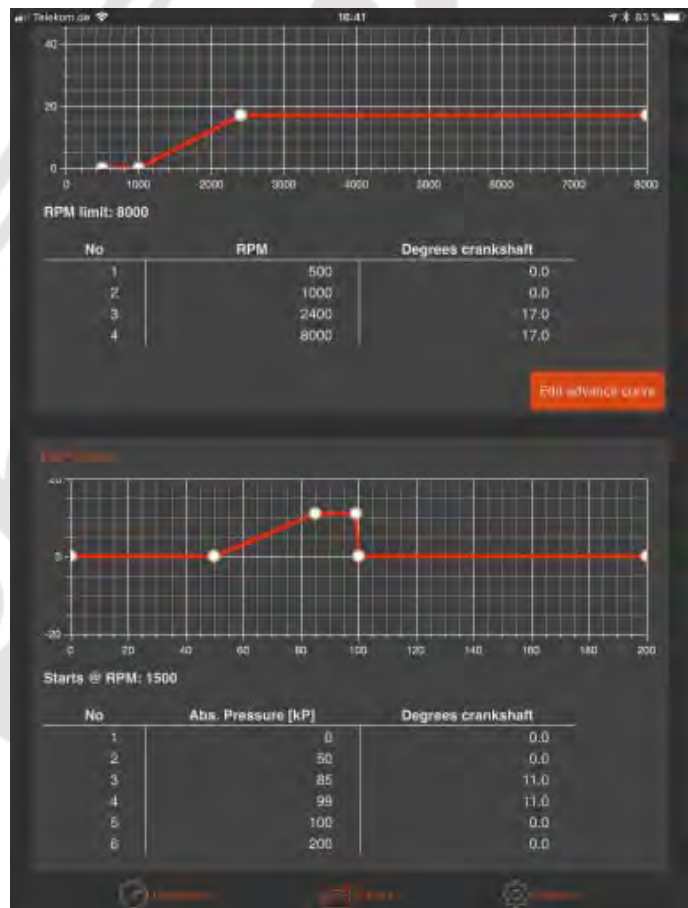 Telekom.de 16:41 83 %
40
20
0
0 1000 2000 3000 4000 5000 6000 7000 8000
RPM limit: 8000
No RPM Degrees crankshaft
1 500 0.0
2 1000 0.0
3 2400 17.0
4 8000 17.0
Edit advance curve
20
0
-20
0 20 40 60 80 100 120 140 160 180 200
Starts @ RPM: 1500
No Abs. Pressure [kP] Degrees crankshaft
1 0 0.0
2 50 0.0
3 85 11.0
4 99 11.0
5 100 0.0
6 200 0.0